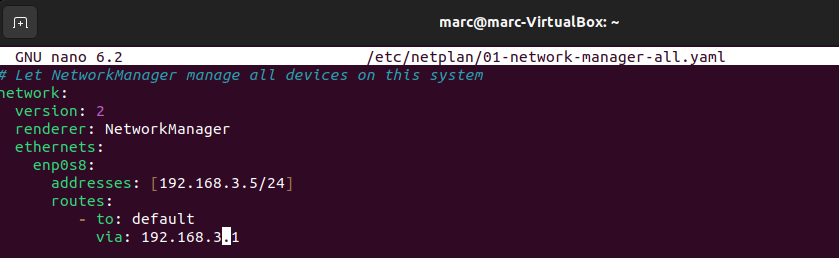 marc@marc-VirtualBox: ~
GNU nano 6.2 /etc/netplan/01-network-manager-all.yaml
# Let NetworkManager manage all devices on this system
network:
  version: 2
  renderer: NetworkManager
  ethernets:
    enp0s8:
      addresses: [192.168.3.5/24]
      routes:
         - to: default
           via: 192.168.3.1